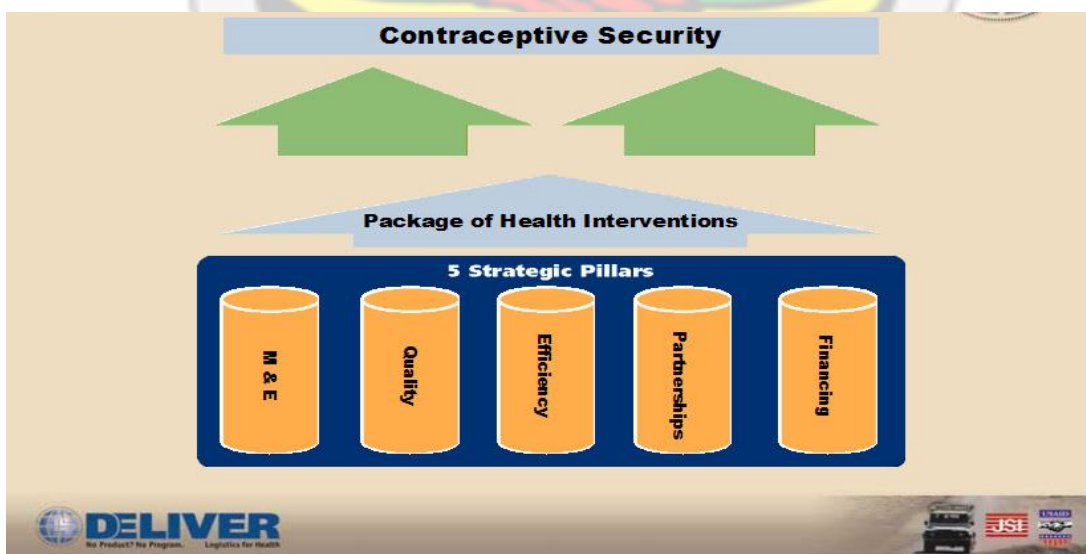 Contraceptive Security
Package of Health Interventions
5 Strategic Pillars
M & E
Quality
Efficiency
Partnerships
Financing
DELIVER
No Product? No Program. Logistics for Health
JSI
USAID